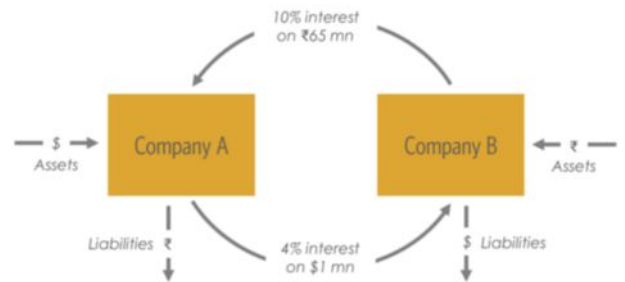 10% interest
on ₹65 mn
Company A
Company B
$
Assets
₹
Assets
Liabilities ₹
$ Liabilities
4% interest
on $1 mn